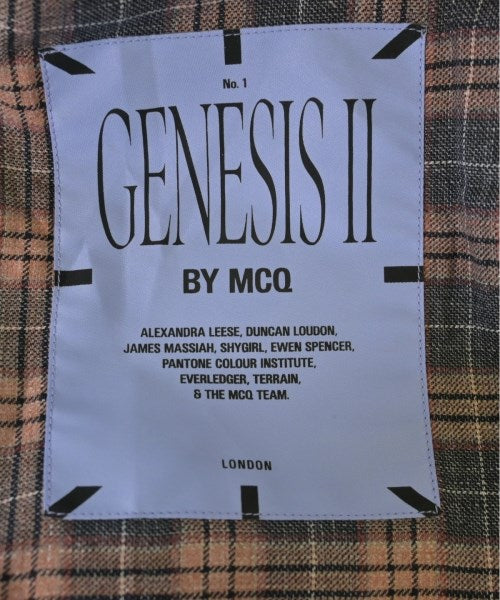 No. 1
GENESIS II
BY MCQ
ALEXANDRA LEESE, DUNCAN LOUDON,
JAMES MASSIAH, SHYGIRL, EWEN SPENCER,
PANTONE COLOUR INSTITUTE,
EVERLEDGER, TERRAIN,
& THE MCQ TEAM.
LONDON